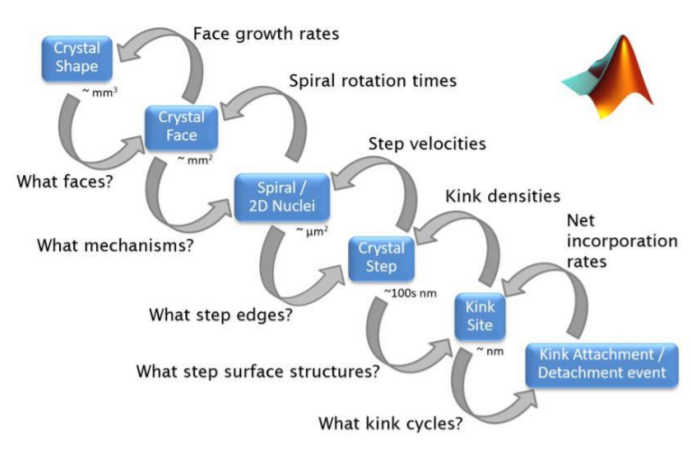 Face growth rates
Crystal
Shape
~ mm³
Spiral rotation times
Crystal
Face
~ mm²
What faces?
Step velocities
Spiral /
2D Nuclei
~ μm²
What mechanisms?
Kink densities
Crystal
Step
~100s nm
What step edges?
Net
incorporation
rates
Kink
Site
~ nm
What step surface structures?
Kink Attachment /
Detachment event
What kink cycles?